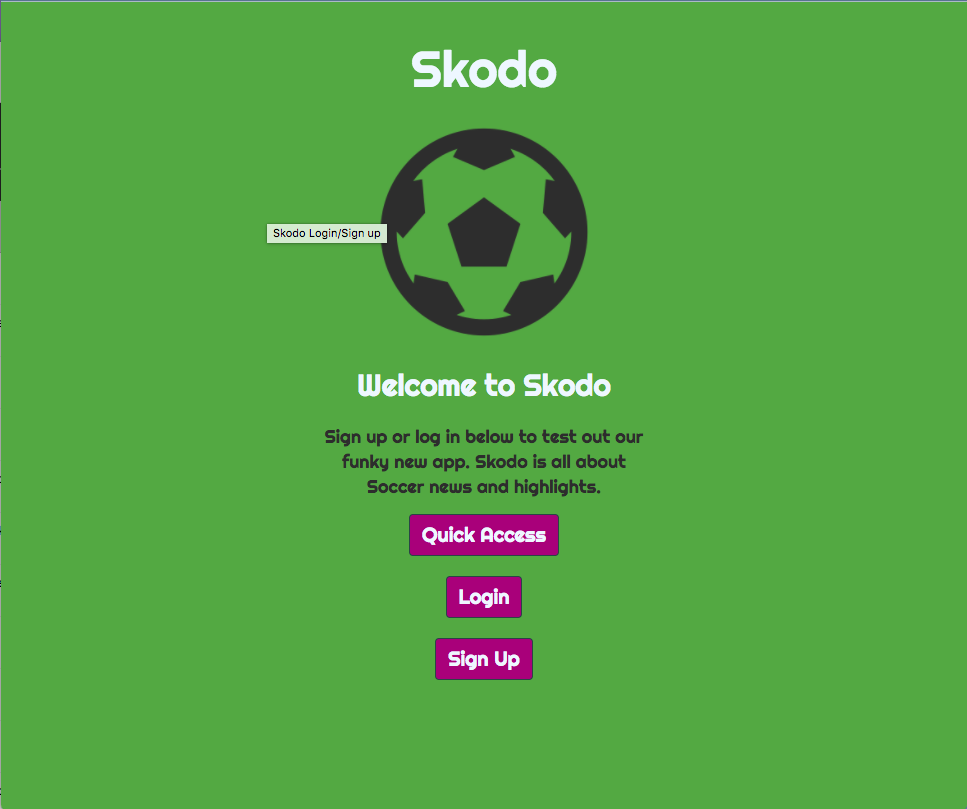 Skodo
Skodo Login/Sign up
Welcome to Skodo
Sign up or log in below to test out our
funky new app. Skodo is all about
Soccer news and highlights.
Quick Access
Login
Sign Up